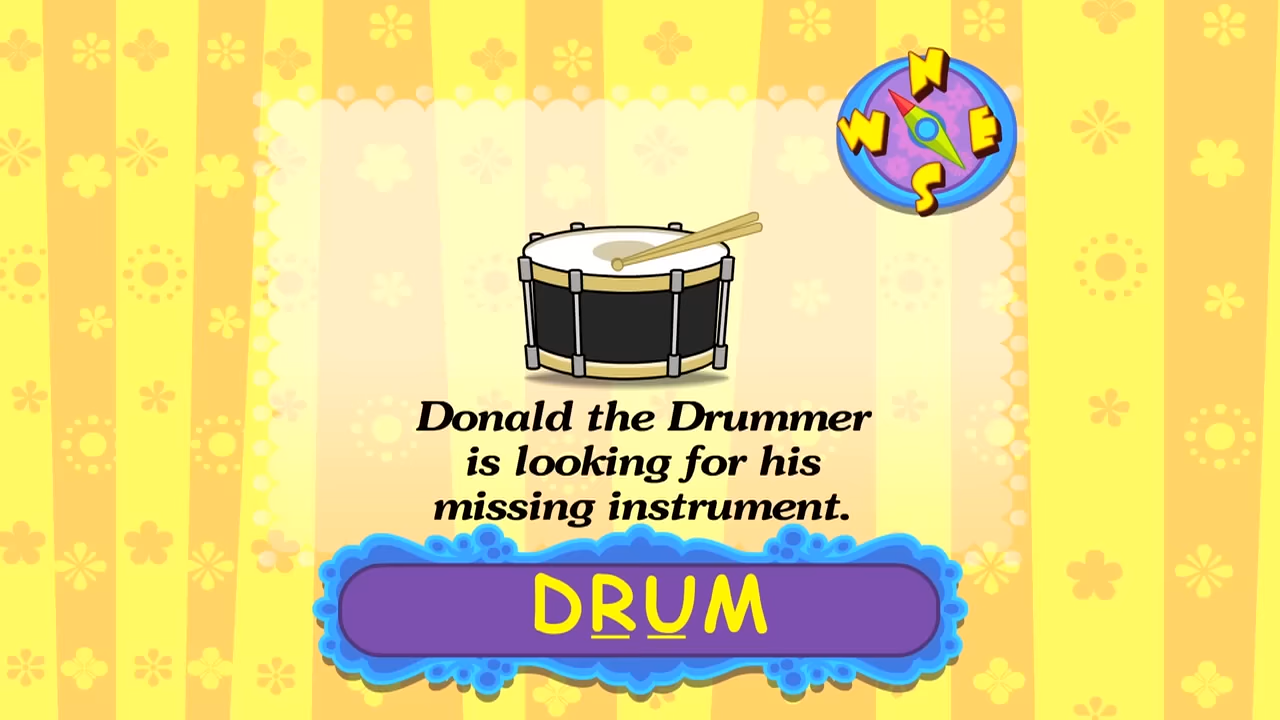 N
W E
S
Donald the Drummer
is looking for his
missing instrument.
DRUM